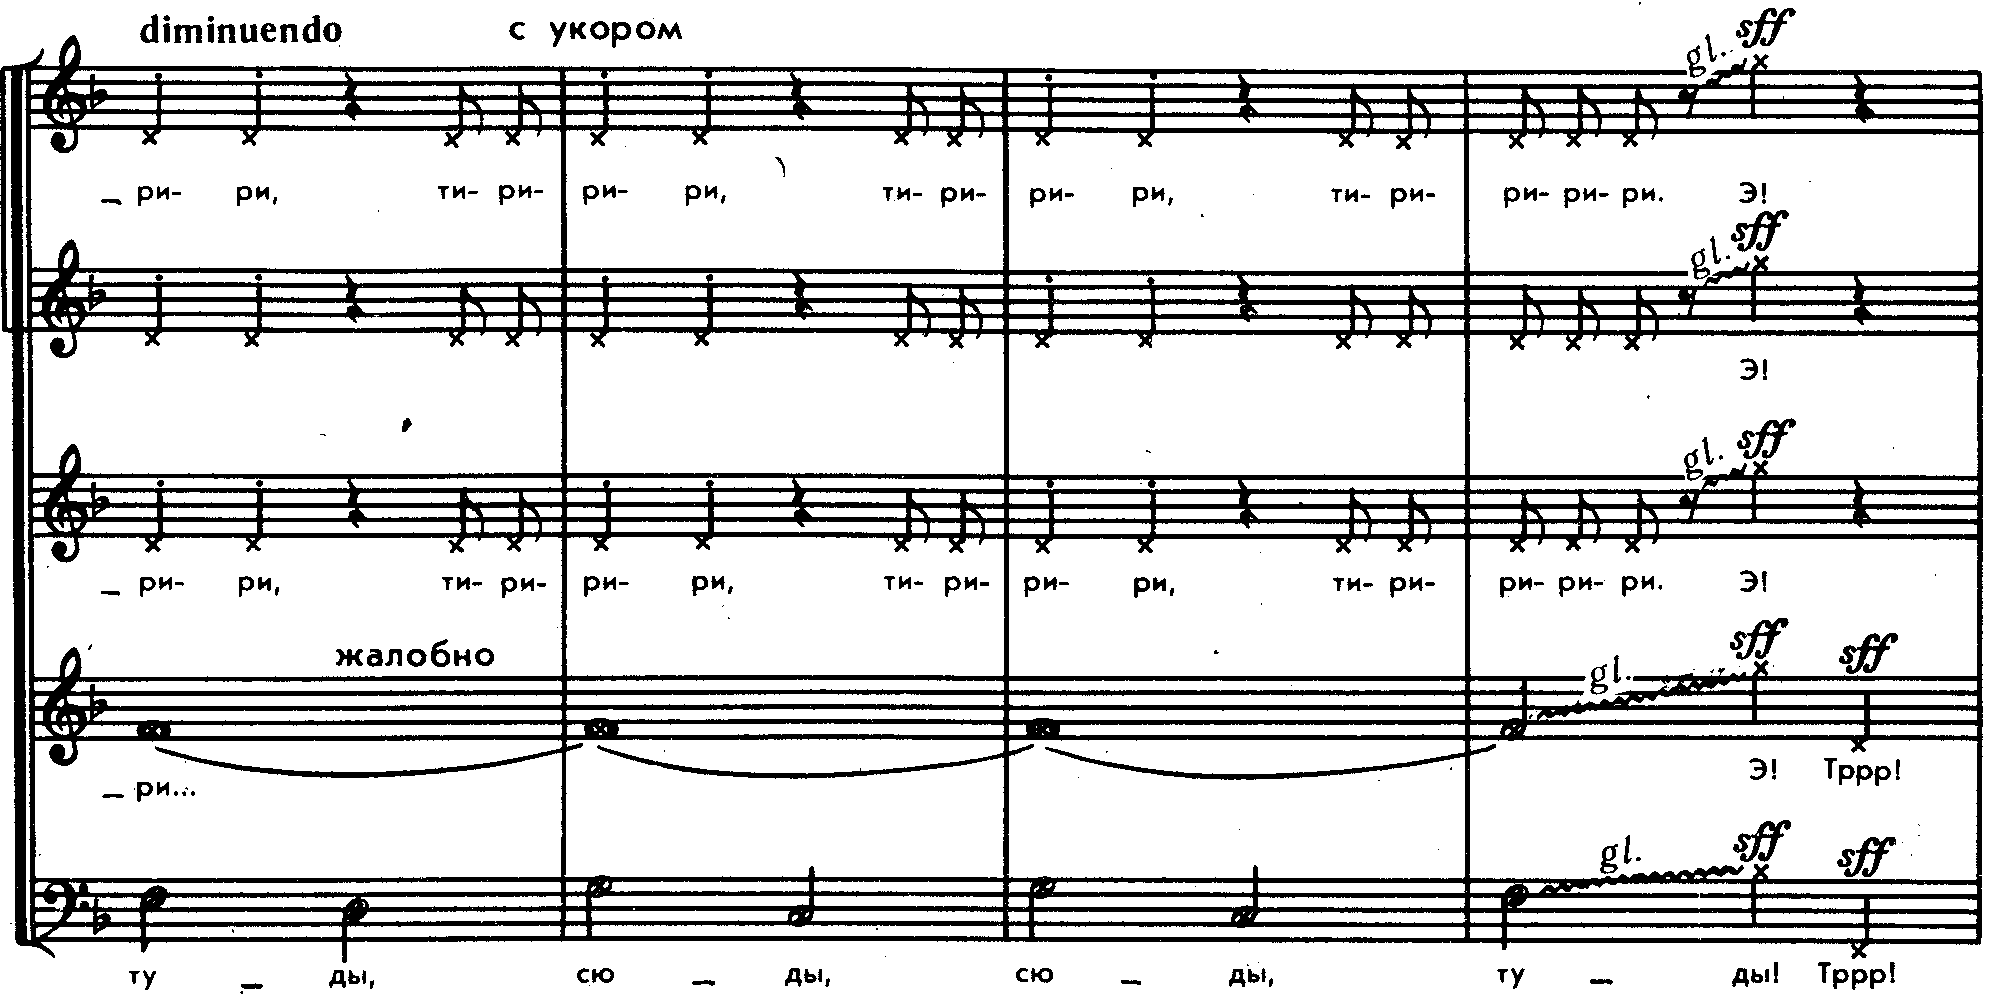 diminuendo с укором
gl. sff
_ ри- ри, ти- ри- ри- ри, ти- ри- ри- ри, ти- ри- ри- ри- ри. Э!
gl. sff
Э!
gl. sff
_ ри- ри, ти- ри- ри- ри, ти- ри- ри- ри, ти- ри- ри- ри- ри. Э!
жалобно gl. sff sff
_ ри... Э! Тррр!
gl. sff sff
ту _ ды, сю _ ды, сю _ ды, ту _ ды! Тррр!